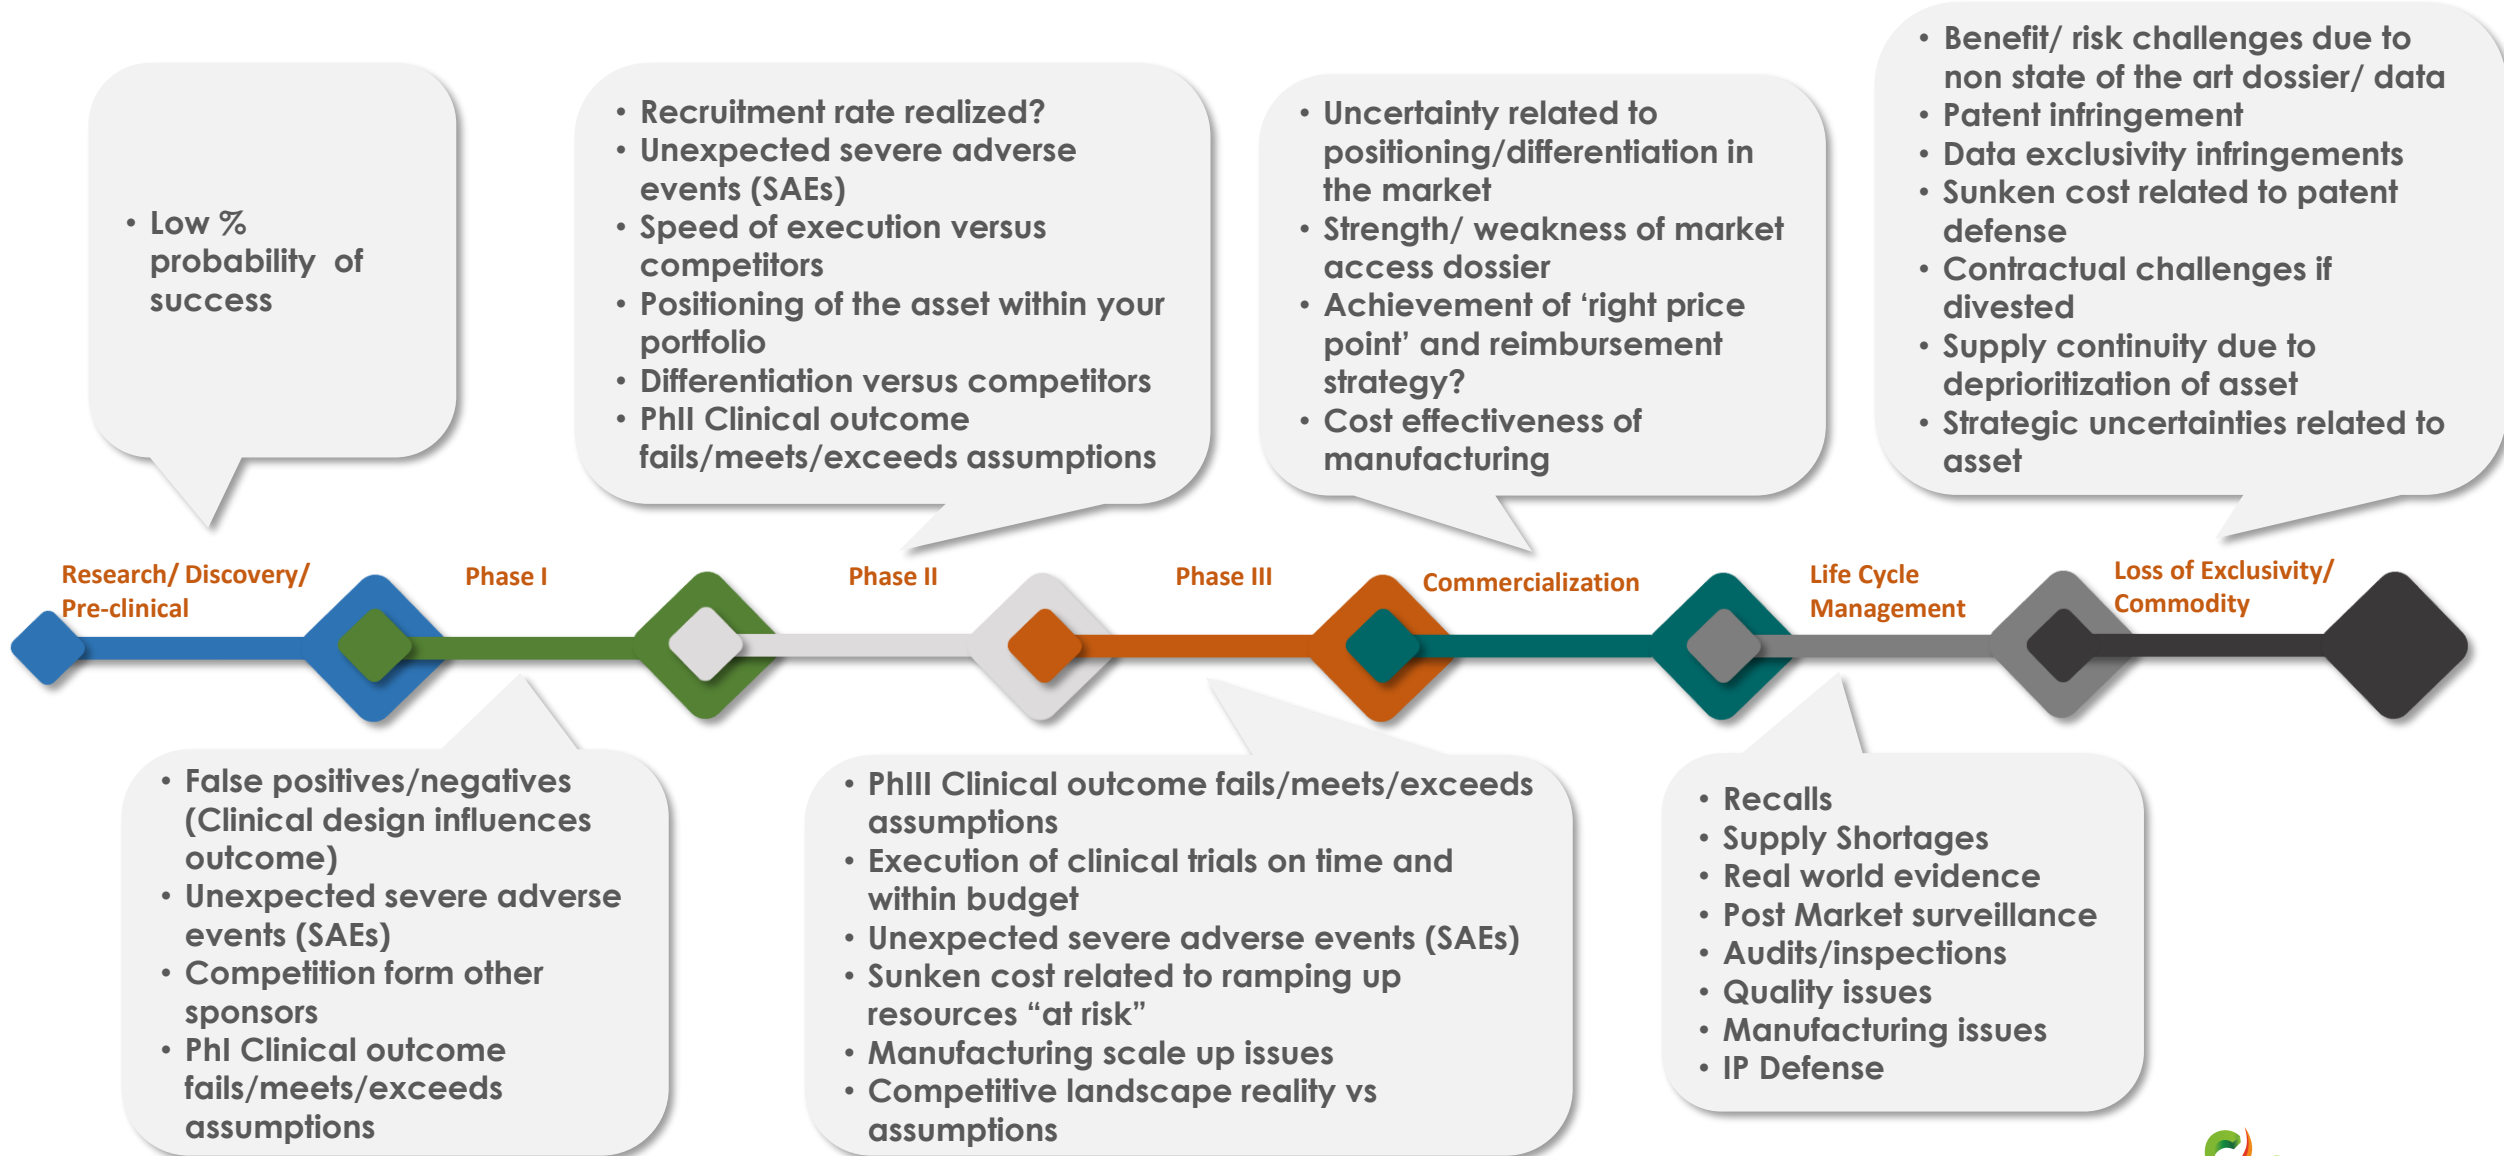 • Low %
probability of
success
• Recruitment rate realized?
• Unexpected severe adverse
events (SAEs)
• Speed of execution versus
competitors
• Positioning of the asset within your
portfolio
• Differentiation versus competitors
• PhII Clinical outcome
fails/meets/exceeds assumptions
• Uncertainty related to
positioning/differentiation in
the market
• Strength/ weakness of market
access dossier
• Achievement of ‘right price
point’ and reimbursement
strategy?
• Cost effectiveness of
manufacturing
• Benefit/ risk challenges due to
non state of the art dossier/ data
• Patent infringement
• Data exclusivity infringements
• Sunken cost related to patent
defense
• Contractual challenges if
divested
• Supply continuity due to
deprioritization of asset
• Strategic uncertainties related to
asset
Research/ Discovery/
Pre-clinical
Phase I
Phase II
Phase III
Commercialization
Life Cycle
Management
Loss of Exclusivity/
Commodity
• False positives/negatives
(Clinical design influences
outcome)
• Unexpected severe adverse
events (SAEs)
• Competition form other
sponsors
• PhI Clinical outcome
fails/meets/exceeds
assumptions
• PhIII Clinical outcome fails/meets/exceeds
assumptions
• Execution of clinical trials on time and
within budget
• Unexpected severe adverse events (SAEs)
• Sunken cost related to ramping up
resources “at risk”
• Manufacturing scale up issues
• Competitive landscape reality vs
assumptions
• Recalls
• Supply Shortages
• Real world evidence
• Post Market surveillance
• Audits/inspections
• Quality issues
• Manufacturing issues
• IP Defense